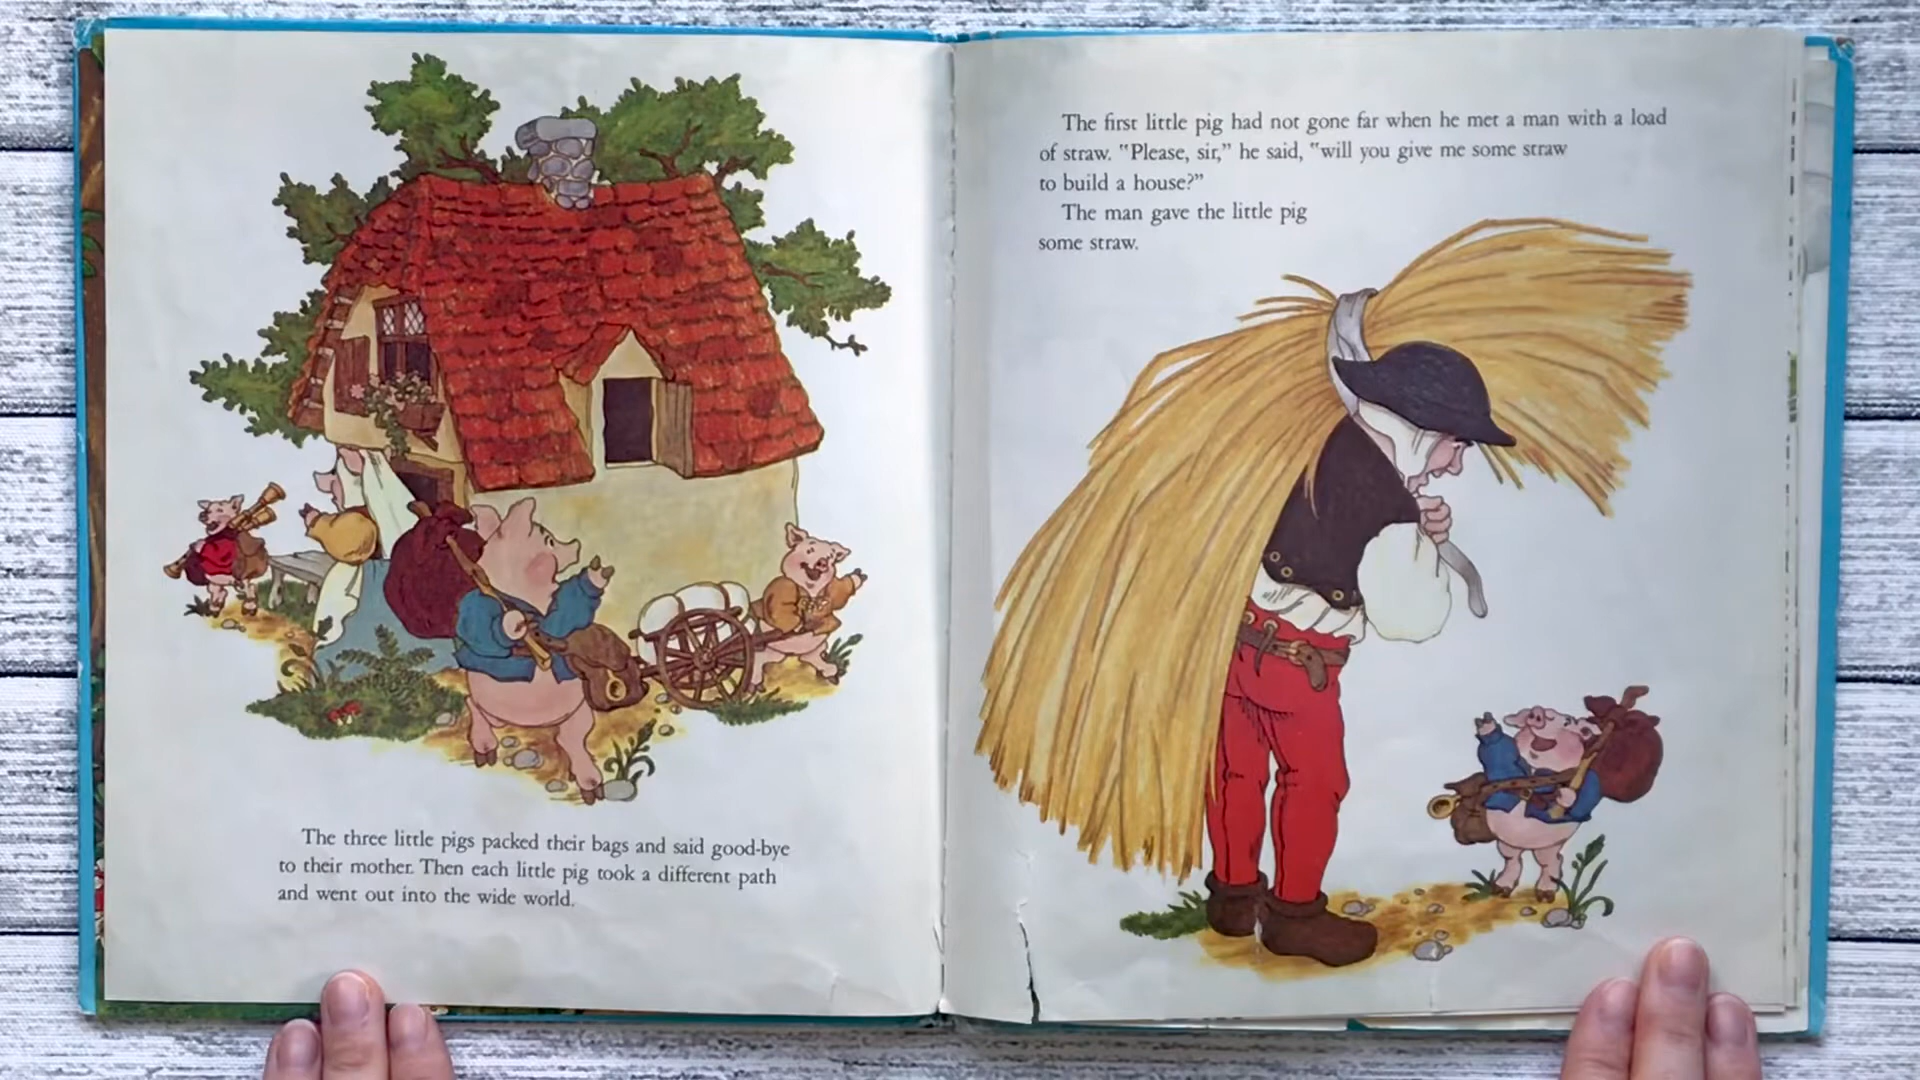 The three little pigs packed their bags and said good-bye
to their mother. Then each little pig took a different path
and went out into the wide world.
The first little pig had not gone far when he met a man with a load
of straw. "Please, sir," he said, "will you give me some straw
to build a house?"
The man gave the little pig
some straw.